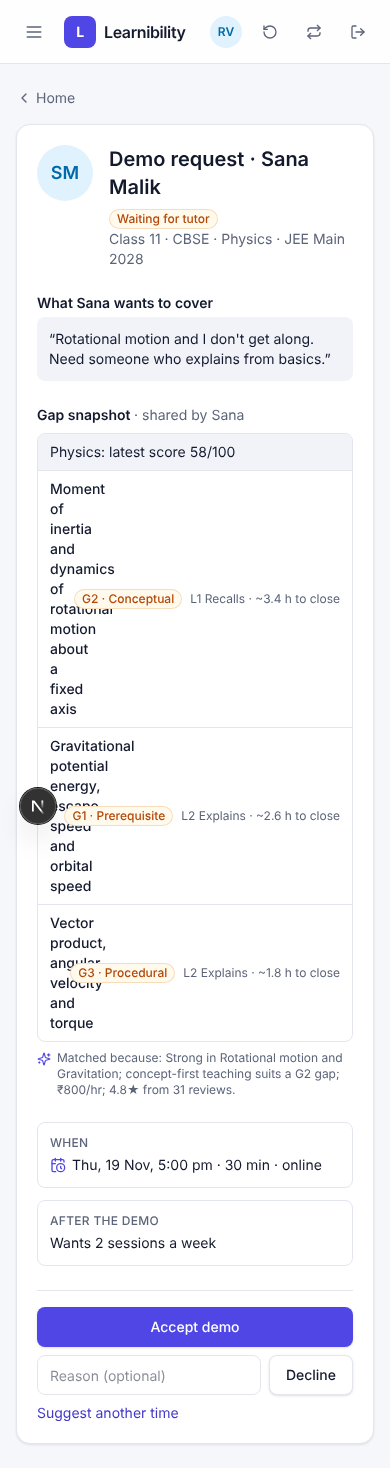 L Learnibility RV
Home
SM
Demo request · Sana
Malik
Waiting for tutor
Class 11 · CBSE · Physics · JEE Main
2028
What Sana wants to cover
“Rotational motion and I don't get along.
Need someone who explains from basics.”
Gap snapshot · shared by Sana
Physics: latest score 58/100
Moment
of
inertia
and
dynamics
of
rotational
motion
about
a
fixed
axis
G2 · Conceptual L1 Recalls · ~3.4 h to close
Gravitational
potential
energy,
escape
speed
and
orbital
speed
G1 · Prerequisite L2 Explains · ~2.6 h to close
N
Vector
product,
angular
velocity
and
torque
G3 · Procedural L2 Explains · ~1.8 h to close
Matched because: Strong in Rotational motion and
Gravitation; concept-first teaching suits a G2 gap;
₹800/hr; 4.8★ from 31 reviews.
WHEN
Thu, 19 Nov, 5:00 pm · 30 min · online
AFTER THE DEMO
Wants 2 sessions a week
Accept demo
Reason (optional) Decline
Suggest another time